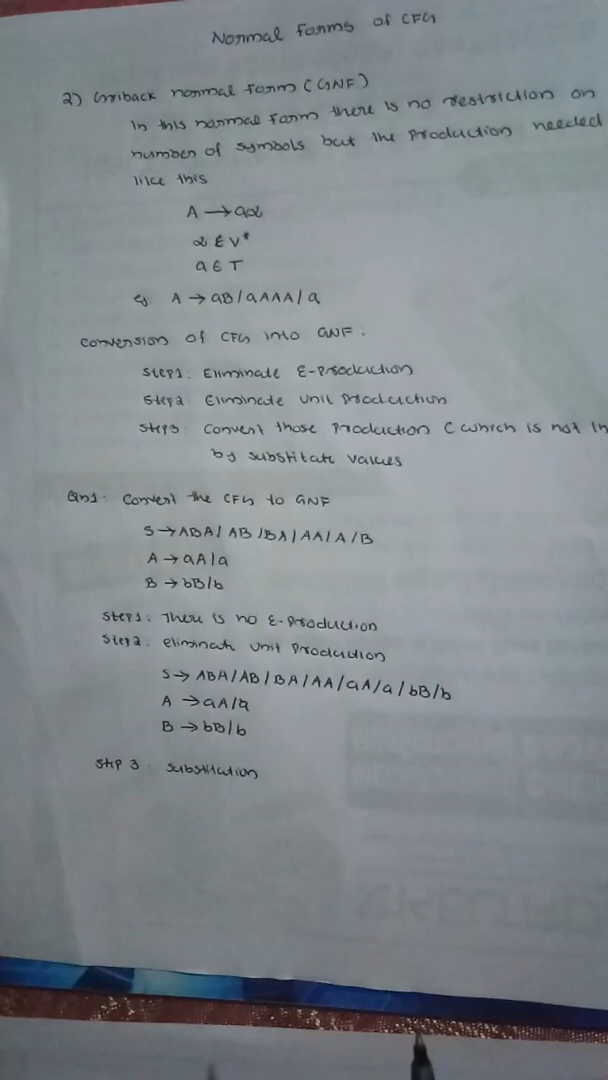 Normal Forms of CFG
2) Griback normal form (GNF)
In this normal form there is no restriction on
number of symbols but the production needed
like this
A → aα
α ∈ V*
a ∈ T
eg A → aB/aAAA/a
Conversion of CFG into GNF.
Step1: Eliminate ε-Production
Step2: Eliminate Unit Production
Step3: Convert those Production (which is not in
by substitute values
Qn1: Convert the CFG to GNF
S → ABA/AB/BA/AA/A/B
A → aA/a
B → bB/b
Step1: There is no ε-Production
Step2: eliminate unit Production
S → ABA/AB/BA/AA/aA/a/bB/b
A → aA/a
B → bB/b
Stp 3: Substitution